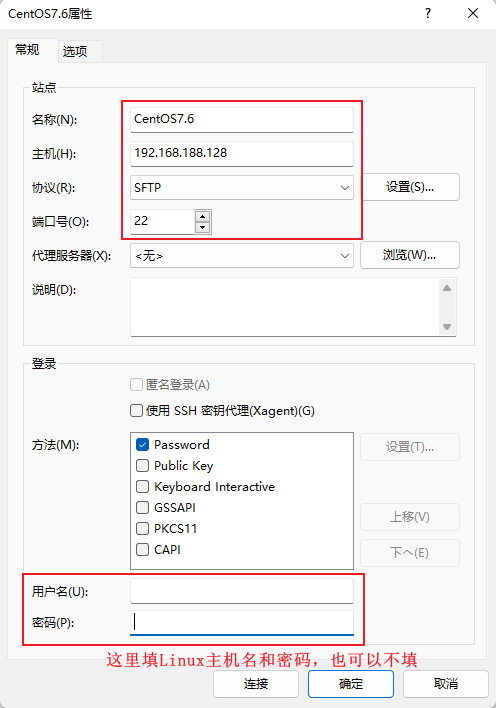 CentOS7.6属性
?
常规
选项
站点
名称(N):
CentOS7.6
主机(H):
192.168.188.128
协议(R):
SFTP
设置(S)...
端口号(O):
22
代理服务器(X):
<无>
浏览(W)...
说明(D):
登录
匿名登录(A)
使用 SSH 密钥代理(Xagent)(G)
方法(M):
Password
设置(T)...
Public Key
Keyboard Interactive
GSSAPI
上移(V)
PKCS11
CAPI
下へ(E)
用户名(U):
密码(P):
这里填Linux主机名和密码，也可以不填
连接
确定
取消